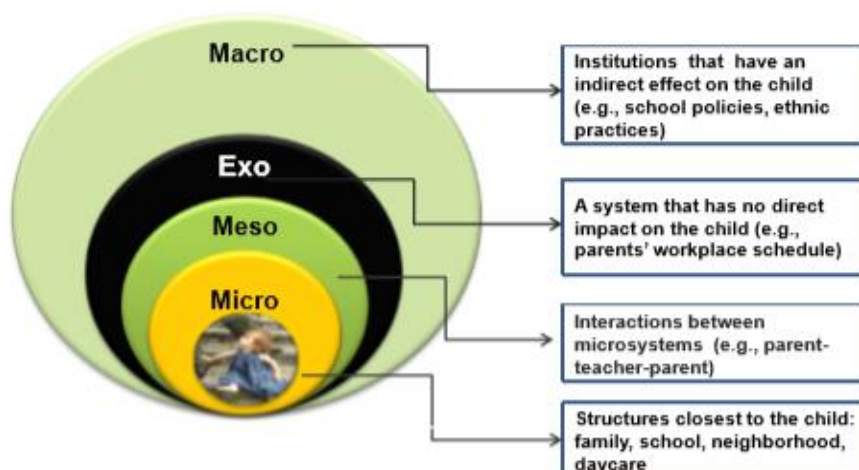 Macro
Institutions that have an
indirect effect on the child
(e.g., school policies, ethnic
practices)
Exo
A system that has no direct
impact on the child (e.g.,
parents' workplace schedule)
Meso
Interactions between
microsystems (e.g., parent-
teacher-parent)
Micro
Structures closest to the child:
family, school, neighborhood,
daycare